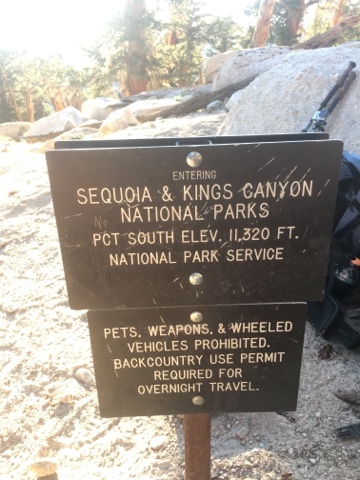 ENTERING
SEQUOIA & KINGS CANYON
NATIONAL PARKS
PCT SOUTH ELEV. 11,320 FT.
NATIONAL PARK SERVICE
PETS, WEAPONS, & WHEELED
VEHICLES PROHIBITED.
BACKCOUNTRY USE PERMIT
REQUIRED FOR
OVERNIGHT TRAVEL.